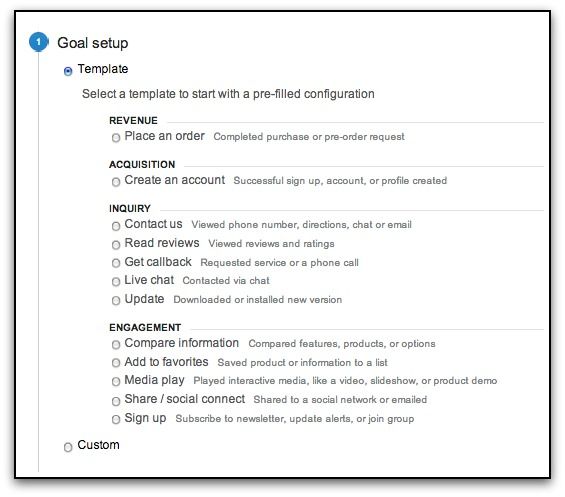 1 Goal setup
Template
Select a template to start with a pre-filled configuration
REVENUE
Place an order Completed purchase or pre-order request
ACQUISITION
Create an account Successful sign up, account, or profile created
INQUIRY
Contact us Viewed phone number, directions, chat or email
Read reviews Viewed reviews and ratings
Get callback Requested service or a phone call
Live chat Contacted via chat
Update Downloaded or installed new version
ENGAGEMENT
Compare information Compared features, products, or options
Add to favorites Saved product or information to a list
Media play Played interactive media, like a video, slideshow, or product demo
Share / social connect Shared to a social network or emailed
Sign up Subscribe to newsletter, update alerts, or join group
Custom